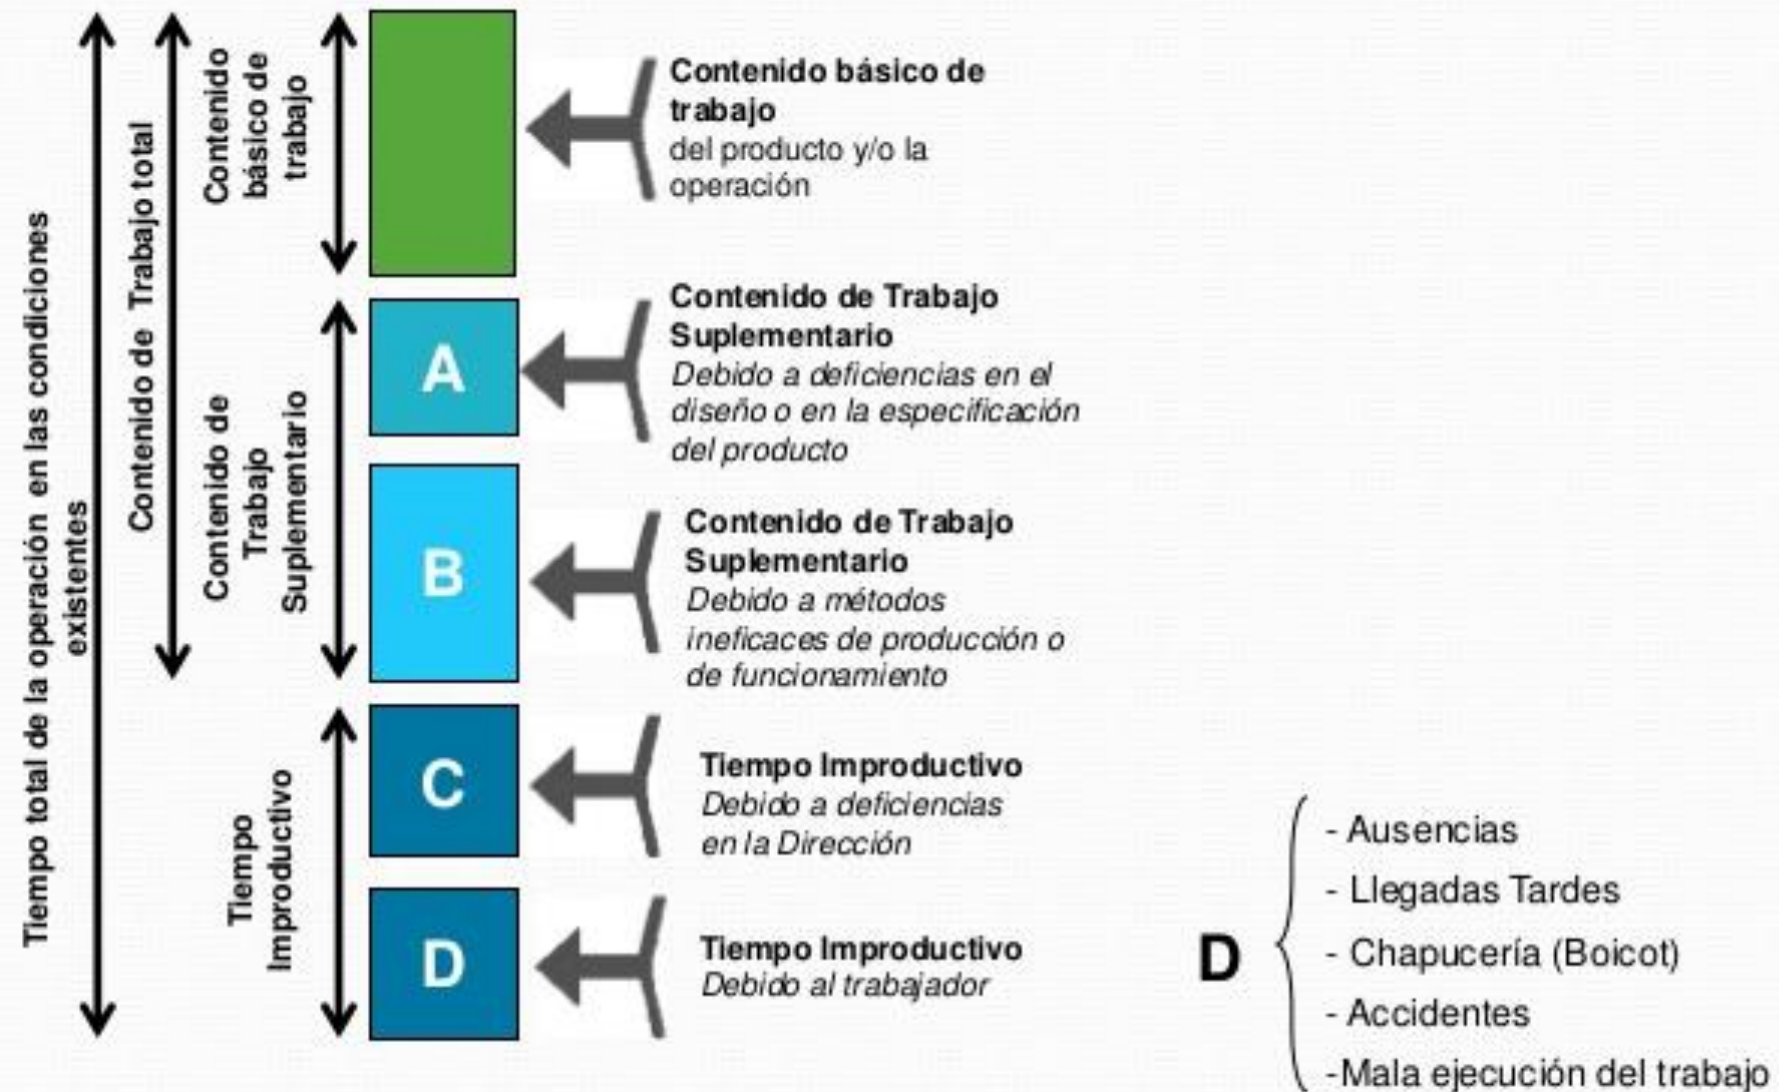 Tiempo total de la operación en las condiciones
existentes
Contenido de Trabajo total
Contenido
básico de
trabajo
Contenido básico de
trabajo
del producto y/o la
operación
Contenido de
Trabajo
Suplementario
A
Contenido de Trabajo
Suplementario
Debido a deficiencias en el
diseño o en la especificación
del producto
B
Contenido de Trabajo
Suplementario
Debido a métodos
ineficaces de producción o
de funcionamiento
Tiempo
Improductivo
C
Tiempo Improductivo
Debido a deficiencias
en la Dirección
D
Tiempo Improductivo
Debido al trabajador
D
- Ausencias
- Llegadas Tardes
- Chapucería (Boicot)
- Accidentes
-Mala ejecución del trabajo